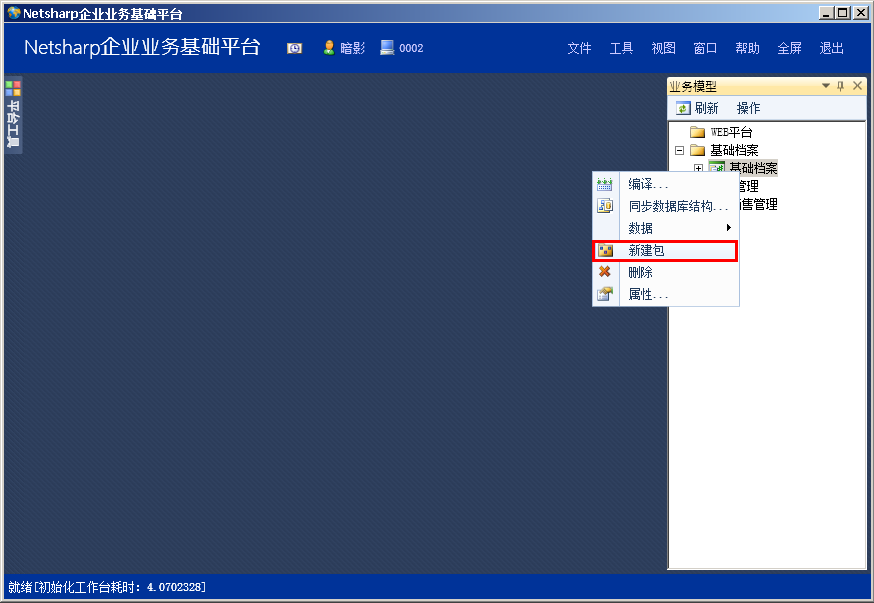 Netsharp企业业务基础平台
Netsharp企业业务基础平台 暗影 0002 文件 工具 视图 窗口 帮助 全屏 退出
平台工具
业务模型
刷新 操作
WEB平台
基础档案
基础档案
管理
售管理
编译...
同步数据库结构...
数据
新建包
删除
属性...
就绪[初始化工作台耗时: 4.0702328]